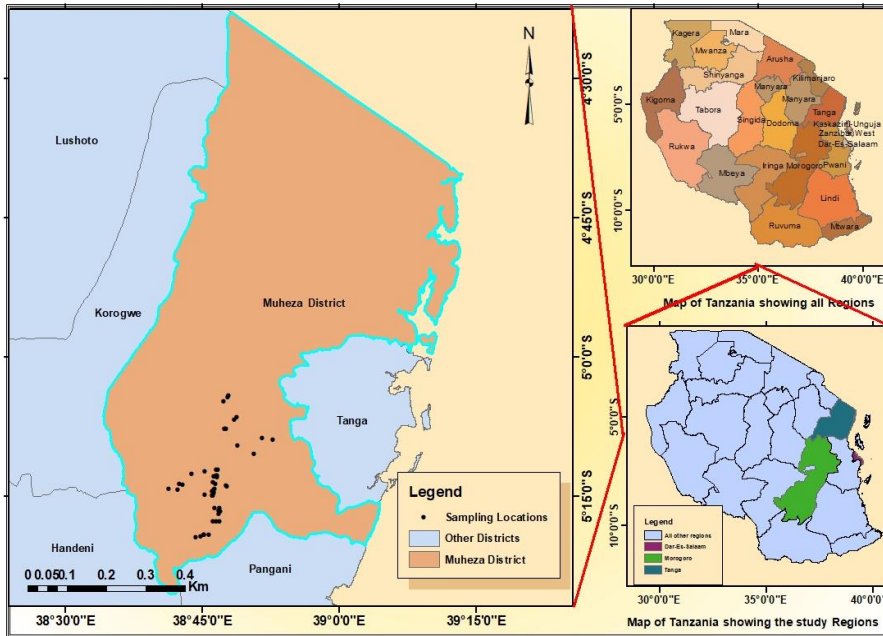 N
Lushoto
Korogwe
Muheza District
Tanga
Handeni
Pangani
Legend
Sampling Locations
Other Districts
Muheza District
0 0.05 0.1 0.2 0.3 0.4
Km
38°30'0"E 38°45'0"E 39°0'0"E 39°15'0"E
4°30'0"S
4°45'0"S
5°0'0"S
5°15'0"S
Kagera
Mara
Mwanza
Arusha
Shinyanga
Kilimanjaro
Manyara
Kigoma
Tabora
Manyara
Singida
Dodoma
Tanga
Kaskazini-Unguja
Zanzibar West
Dar-Es-Salaam
Rukwa
Mbeya
Iringa
Morogoro
Pwani
Lindi
Ruvuma
Mtwara
5°0'0"S
10°0'0"S
30°0'0"E 35°0'0"E 40°0'0"E
Map of Tanzania showing all Regions
5°0'0"S
10°0'0"S
Legend
All other regions
Dar-Es-Salaam
Morogoro
Tanga
30°0'0"E 35°0'0"E 40°0'
Map of Tanzania showing the study Regions